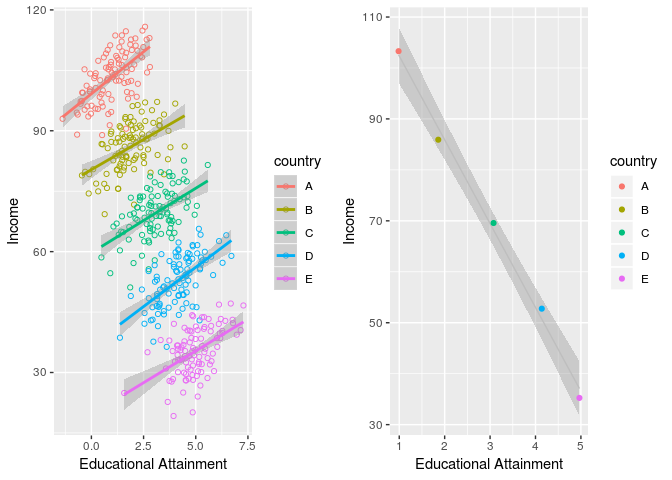 120
90
60
30
0.0 2.5 5.0 7.5
Income
Educational Attainment
country
A
B
C
D
E
110
90
70
50
30
1 2 3 4 5
Income
Educational Attainment
country
A
B
C
D
E